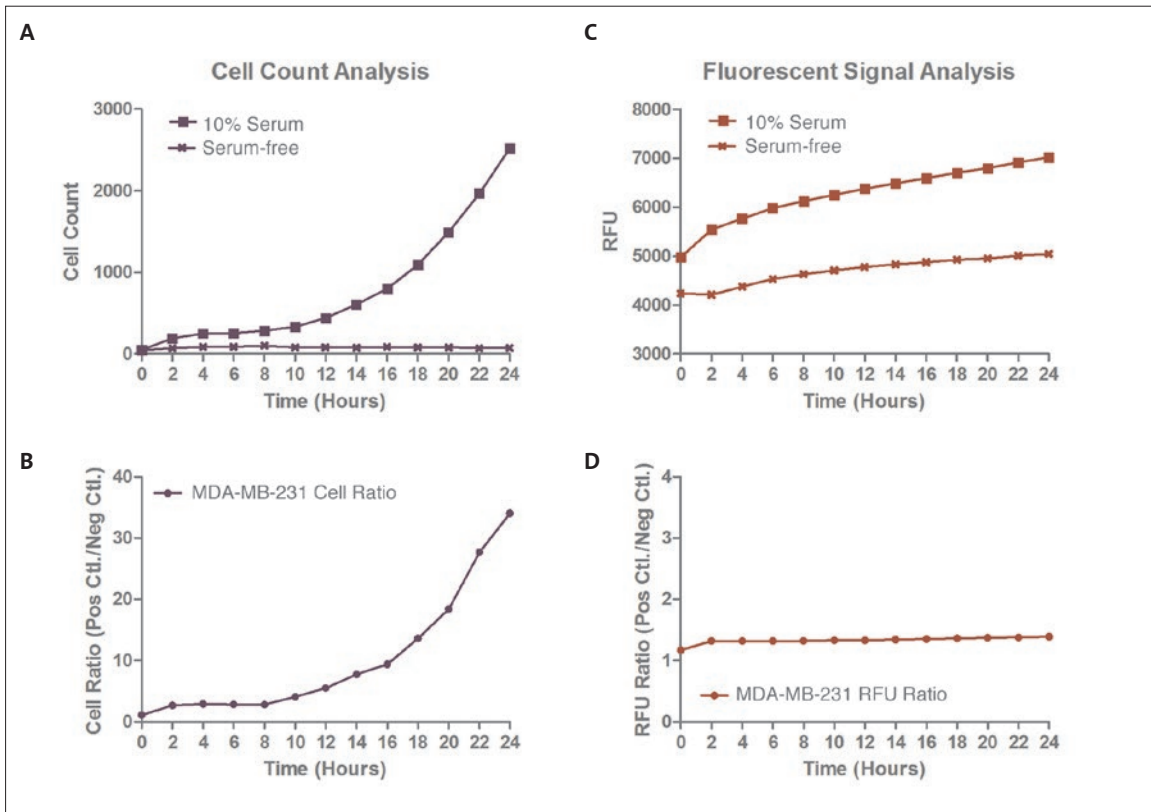 A
Cell Count Analysis
3000
2000
1000
0
Cell Count
10% Serum
Serum-free
0 2 4 6 8 10 12 14 16 18 20 22 24
Time (Hours)
B
40
30
20
10
0
Cell Ratio (Pos Ctl./Neg Ctl.)
MDA-MB-231 Cell Ratio
0 2 4 6 8 10 12 14 16 18 20 22 24
Time (Hours)
C
Fluorescent Signal Analysis
8000
7000
6000
5000
4000
3000
RFU
10% Serum
Serum-free
0 2 4 6 8 10 12 14 16 18 20 22 24
Time (Hours)
D
4
3
2
1
0
RFU Ratio (Pos Ctl./Neg Ctl.)
MDA-MB-231 RFU Ratio
0 2 4 6 8 10 12 14 16 18 20 22 24
Time (Hours)